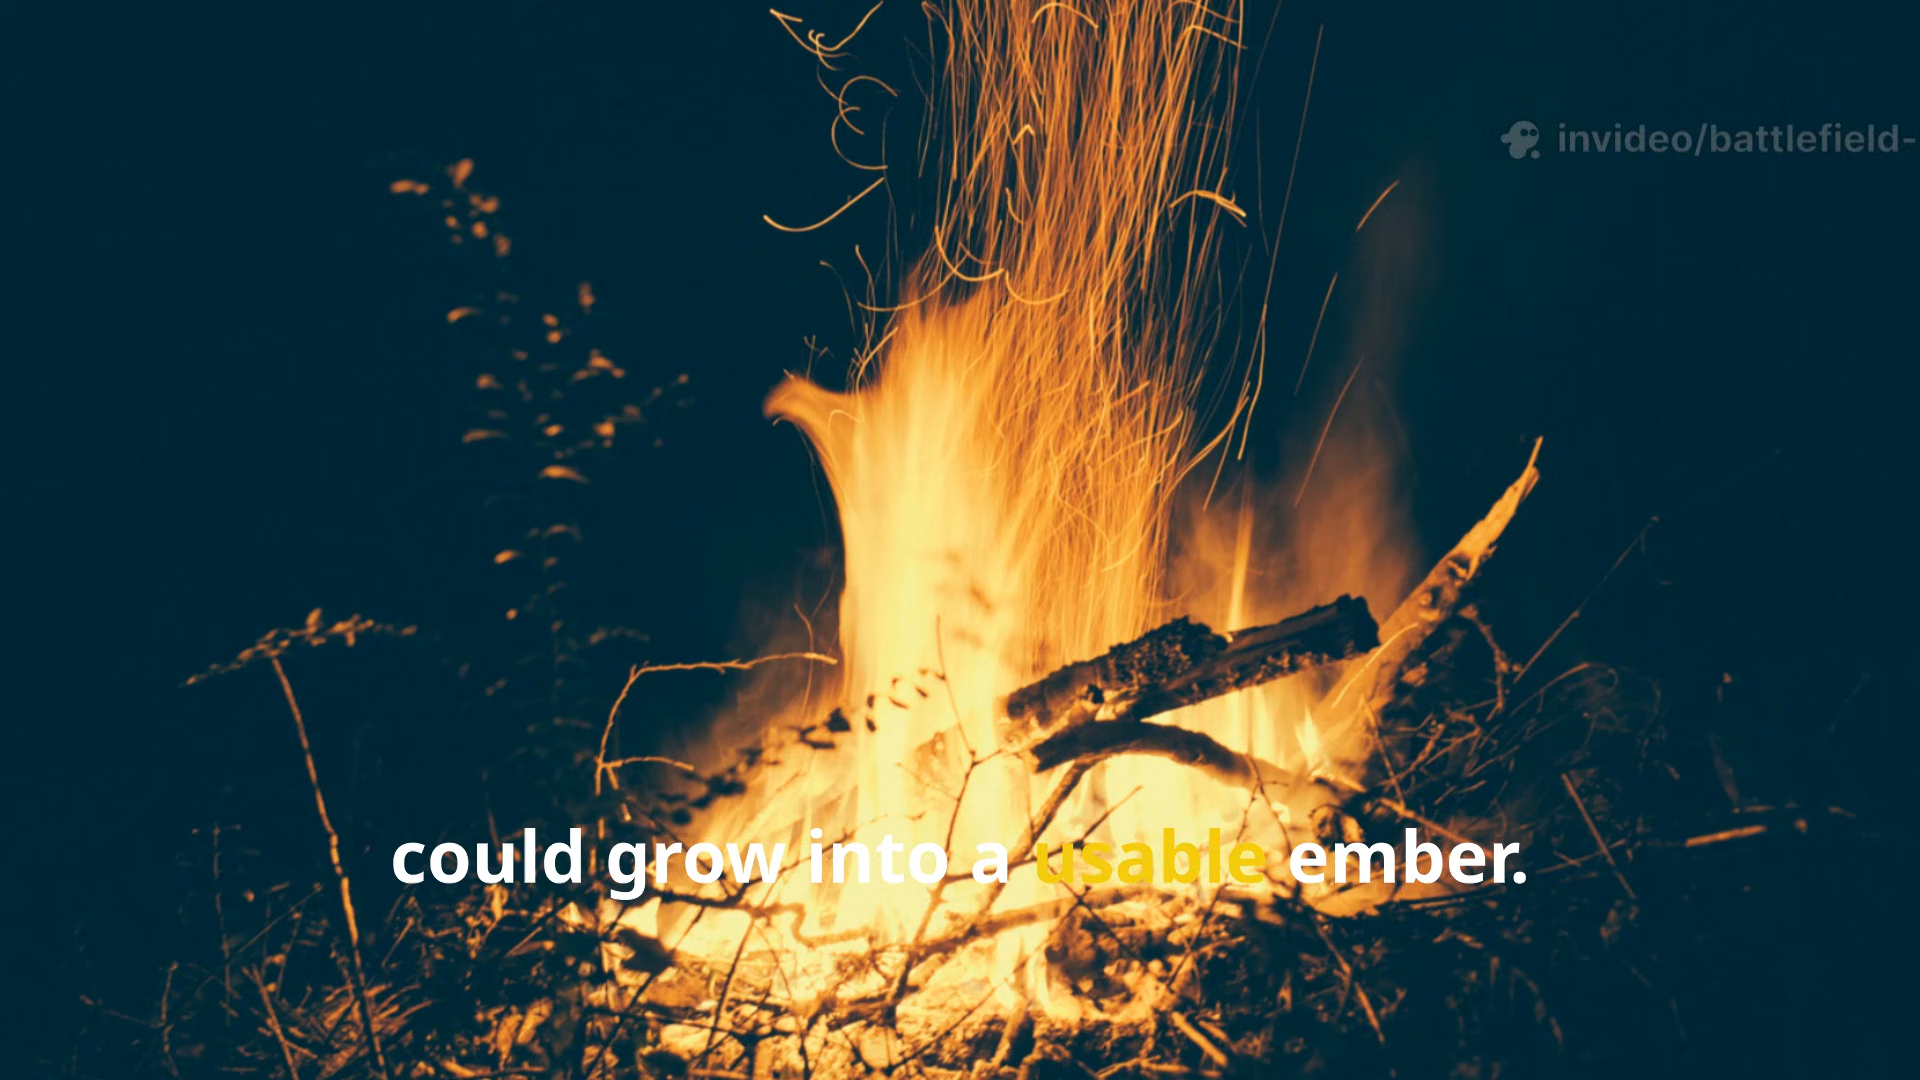 invideo/battlefield-
could grow into a usable ember.